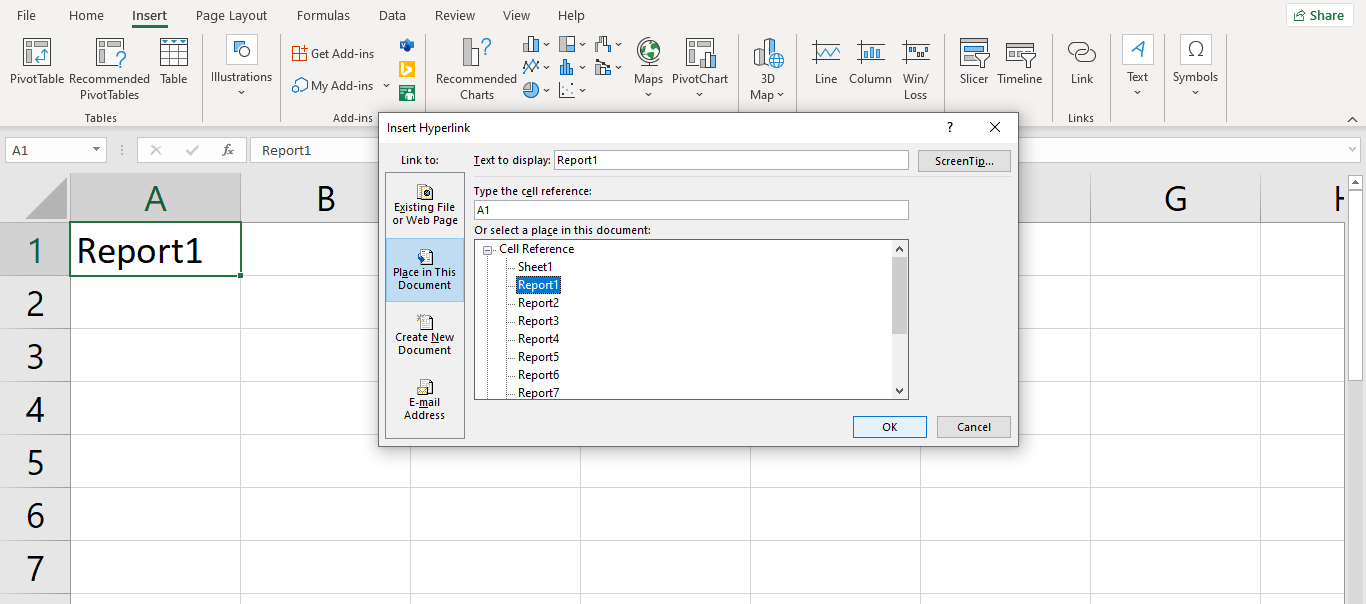 File Home Insert Page Layout Formulas Data Review View Help Share
PivotTable Recommended PivotTables Table
Tables
Illustrations
Get Add-ins
My Add-ins
Add-ins
Recommended Charts
Maps PivotChart
3D Map
Line Column Win/ Loss
Slicer Timeline
Link
Links
Text
Ω
Symbols
A1 fx Report1
A B G
1 Report1
2
3
4
5
6
7
Insert Hyperlink ?
Link to:
Text to display: Report1 ScreenTip...
Existing File
or Web Page
Place in This
Document
Create New
Document
E-mail
Address
Type the cell reference:
A1
Or select a place in this document:
Cell Reference
Sheet1
Report1
Report2
Report3
Report4
Report5
Report6
Report7
OK Cancel